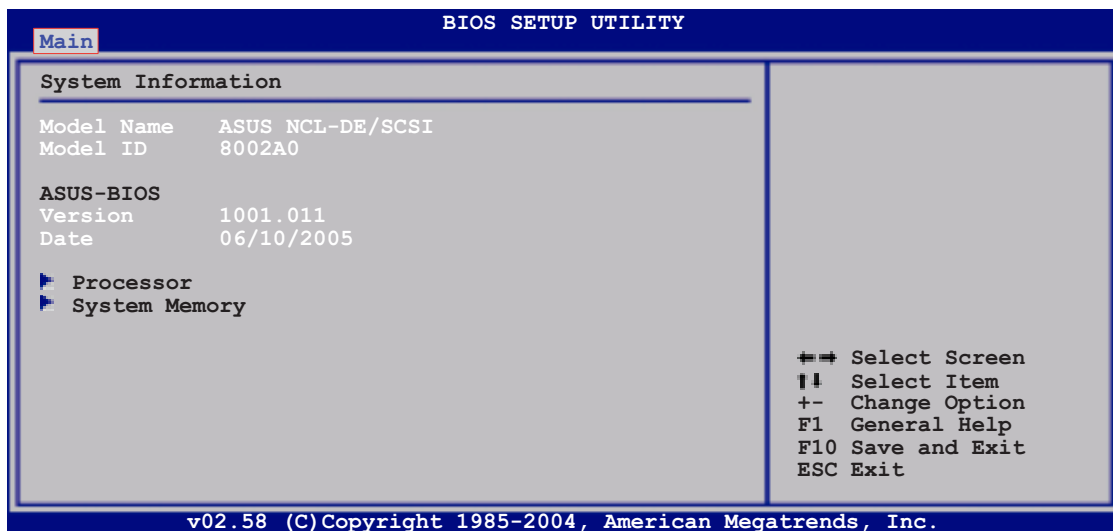 BIOS SETUP UTILITY
Main
System Information
Model Name ASUS NCL-DE/SCSI
Model ID 8002A0
ASUS-BIOS
Version 1001.011
Date 06/10/2005
Processor
System Memory
←→ Select Screen
↑↓ Select Item
+- Change Option
F1 General Help
F10 Save and Exit
ESC Exit
v02.58 (C)Copyright 1985-2004, American Megatrends, Inc.